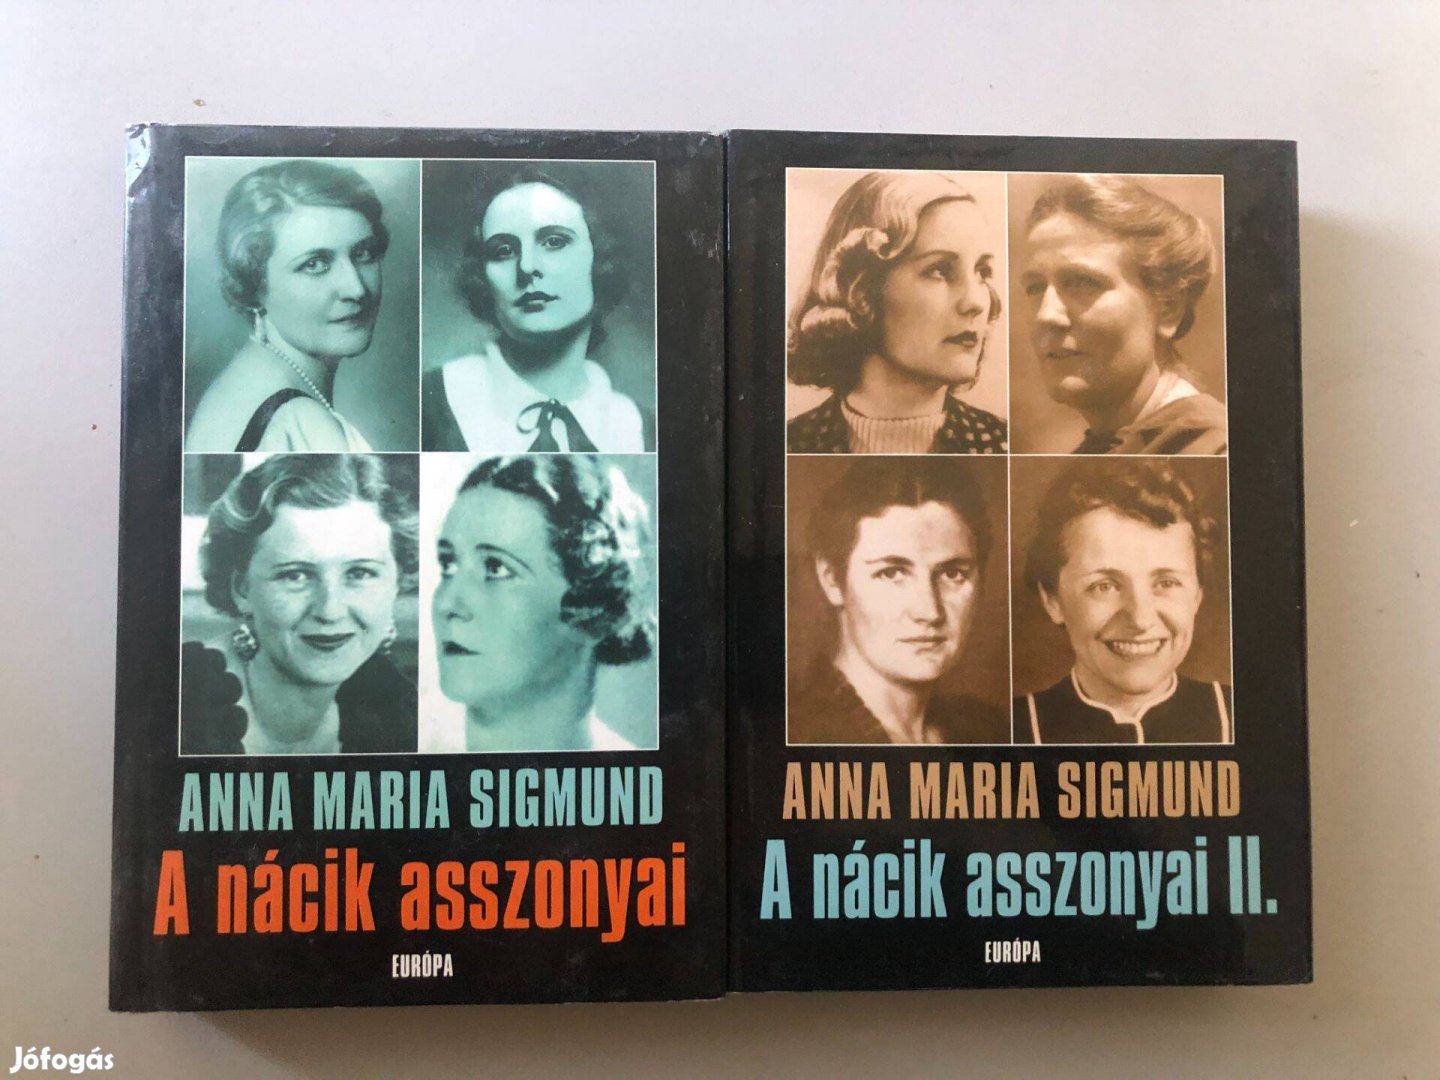 ANNA MARIA SIGMUND
A nácik asszonyai
EURÓPA
ANNA MARIA SIGMUND
A nácik asszonyai II.
EURÓPA
Jófogás